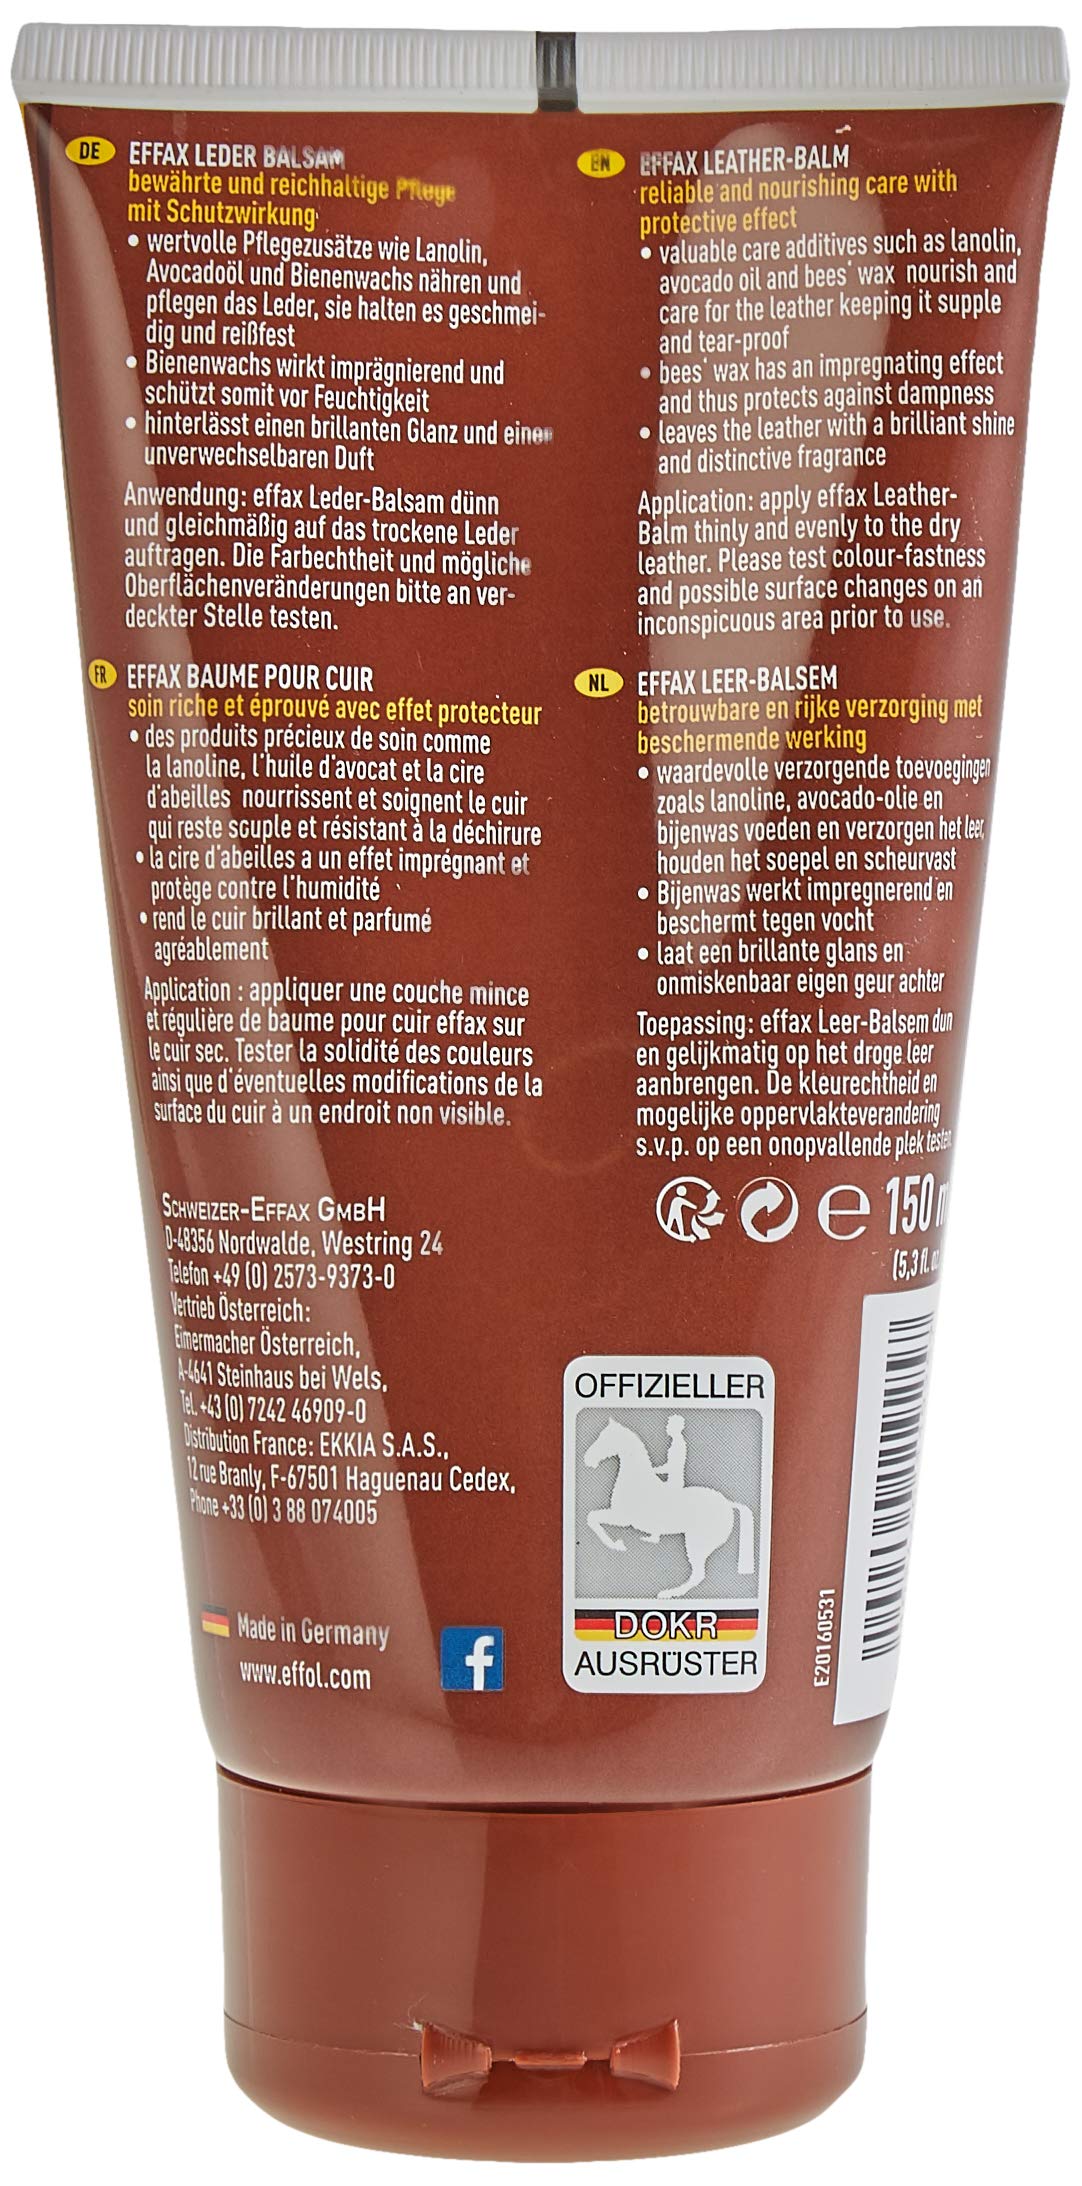 DE
EFFAX LEDER BALSAM
bewährte und reichhaltige Pflege
mit Schutzwirkung
• wertvolle Pflegezusätze wie Lanolin,
Avocadoöl und Bienenwachs nähren und
pflegen das Leder, sie halten es geschmei-
dig und reißfest
• Bienenwachs wirkt imprägnierend und
schützt somit vor Feuchtigkeit
• hinterlässt einen brillanten Glanz und einen
unverwechselbaren Duft
Anwendung: effax Leder-Balsam dünn
und gleichmäßig auf das trockene Leder
auftragen. Die Farbechtheit und mögliche
Oberflächenveränderungen bitte an ver-
deckter Stelle testen.
EN
EFFAX LEATHER-BALM
reliable and nourishing care with
protective effect
• valuable care additives such as lanolin,
avocado oil and bees' wax nourish and
care for the leather keeping it supple
and tear-proof
• bees' wax has an impregnating effect
and thus protects against dampness
• leaves the leather with a brilliant shine
and distinctive fragrance
Application: apply effax Leather-
Balm thinly and evenly to the dry
leather. Please test colour-fastness
and possible surface changes on an
inconspicuous area prior to use.
FR
EFFAX BAUME POUR CUIR
soin riche et éprouvé avec effet protecteur
• des produits précieux de soin comme
la lanoline, l'huile d'avocat et la cire
d'abeilles nourrissent et soignent le cuir
qui reste souple et résistant à la déchirure
• la cire d'abeilles a un effet imprégnant et
protège contre l'humidité
• rend le cuir brillant et parfumé
agréablement
Application : appliquer une couche mince
et régulière de baume pour cuir effax sur
le cuir sec. Tester la solidité des couleurs
ainsi que d'éventuelles modifications de la
surface du cuir à un endroit non visible.
NL
EFFAX LEER-BALSEM
betrouwbare en rijke verzorging met
beschermende werking
• waardevolle verzorgende toevoegingen
zoals lanoline, avocado-olie en
bijenwas voeden en verzorgen het leer,
houden het soepel en scheurvast
• Bijenwas werkt impregnerend en
beschermt tegen vocht
• laat een brillante glans en
onmiskenbaar eigen geur achter
Toepassing: effax Leer-Balsem dun
en gelijkmatig op het droge leer
aanbrengen. De kleurechtheid en
mogelijke oppervlakteverandering
s.v.p. op een onopvallende plek testen.
SCHWEIZER-EFFAX GMBH
D-48356 Nordwalde, Westring 24
Telefon +49 (0) 2573-9373-0
Vertrieb Österreich:
Eimermacher Österreich,
A-4641 Steinhaus bei Wels,
Tel. +43 (0) 7242 46909-0
Distribution France: EKKIA S.A.S.,
12 rue Branly, F-67501 Haguenau Cedex,
Phone +33 (0) 3 88 074005
Made in Germany
www.effol.com
f
e 150
(5,3 fl. oz.
OFFIZIELLER
DOKR
AUSRÜSTER
E20160531